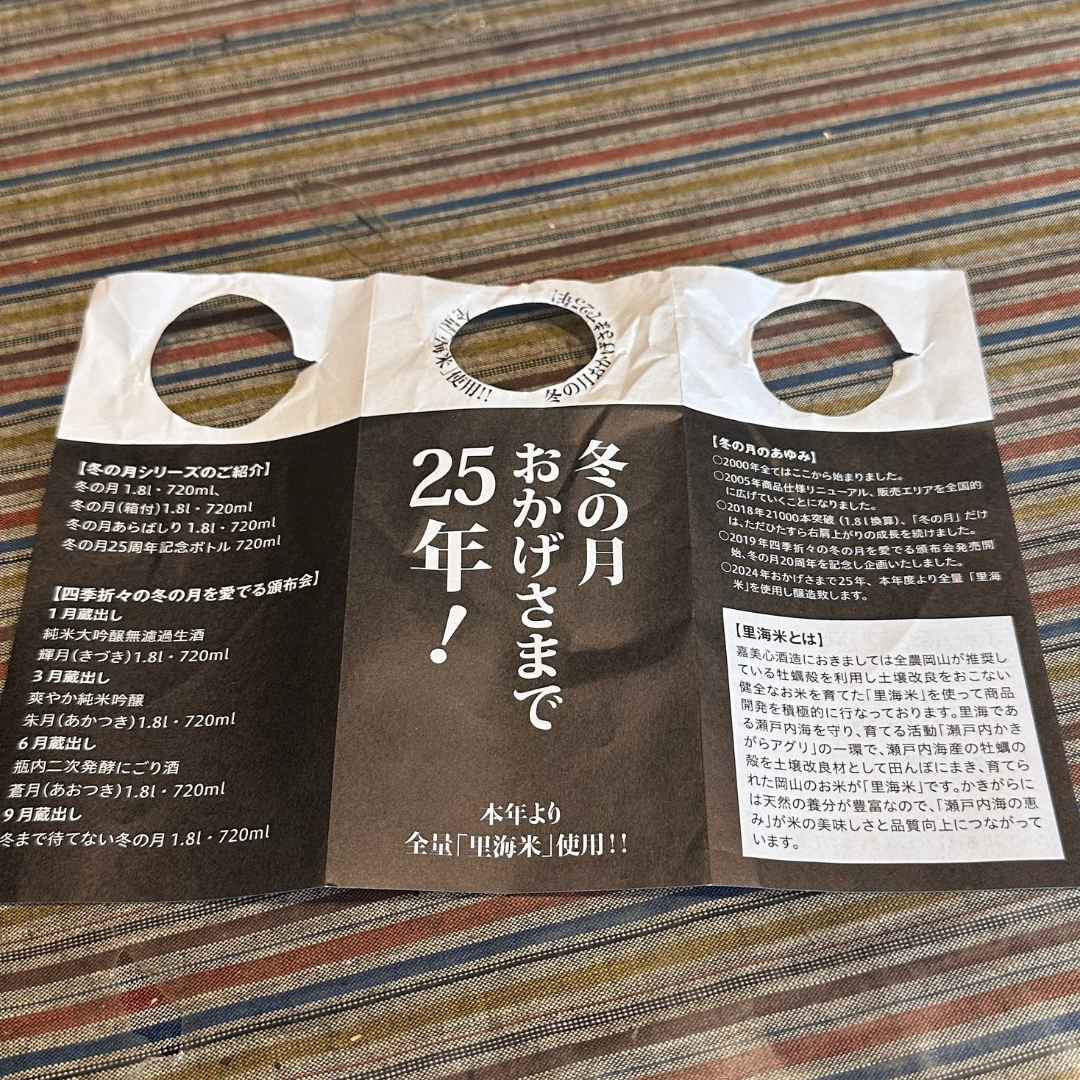 【冬の月シリーズのご紹介】
冬の月 1.8l・720ml、
冬の月(箱付)1.8l・720ml
冬の月あらばしり 1.8l・720ml
冬の月25周年記念ボトル 720ml
【四季折々の冬の月を愛でる頒布会】
1月蔵出し
純米大吟醸無濾過生酒
輝月(きづき)1.8l・720ml
3月蔵出し
爽やか純米吟醸
朱月(あかつき)1.8l・720ml
6月蔵出し
瓶内二次発酵にごり酒
蒼月(あおつき)1.8l・720ml
9月蔵出し
冬まで待てない冬の月 1.8l・720ml
冬の月おかげさまで25年!
全量「里海米」使用!!
冬の月
おかげさまで
25年!
本年より
全量「里海米」使用!!
【冬の月のあゆみ】
○2000年全てはここから始まりました。
○2005年商品仕様リニューアル、販売エリアを全国的
に広げていくことになりました。
○2018年21000本突破(1.8l換算)、「冬の月」だけ
は、ただひたすら右肩上がりの成長を続けました。
○2019年四季折々の冬の月を愛でる頒布会発売開
始、冬の月20周年を記念し企画いたしました。
○2024年おかげさまで25年、本年度より全量「里海
米」を使用し醸造致します。
【里海米とは】
嘉美心酒造におきましては全農岡山が推奨し
ている牡蠣殻を利用し土壌改良をおこない
健全なお米を育てた「里海米」を使って商品
開発を積極的に行なっております。里海であ
る瀬戸内海を守り、育てる活動「瀬戸内かき
がらアグリ」の一環で、瀬戸内海産の牡蠣の
殻を土壌改良材として田んぼにまき、育てら
れた岡山のお米が「里海米」です。かきがらに
は天然の養分が豊富なので、「瀬戸内海の恵
み」が米の美味しさと品質向上につながって
います。